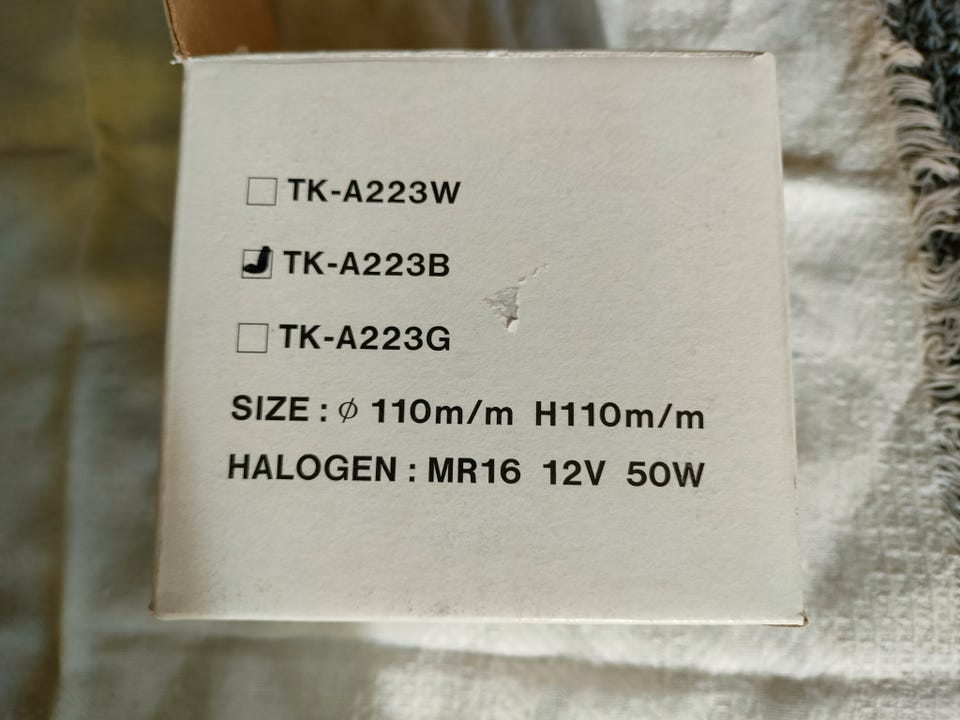 TK-A223W
TK-A223B
TK-A223G
SIZE : ϕ 110m/m H110m/m
HALOGEN : MR16 12V 50W